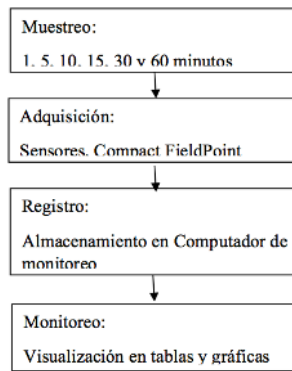 Muestreo:
1, 5, 10, 15, 30 y 60 minutos
Adquisición:
Sensores, Compact FieldPoint
Registro:
Almacenamiento en Computador de
monitoreo
Monitoreo:
Visualización en tablas y gráficas